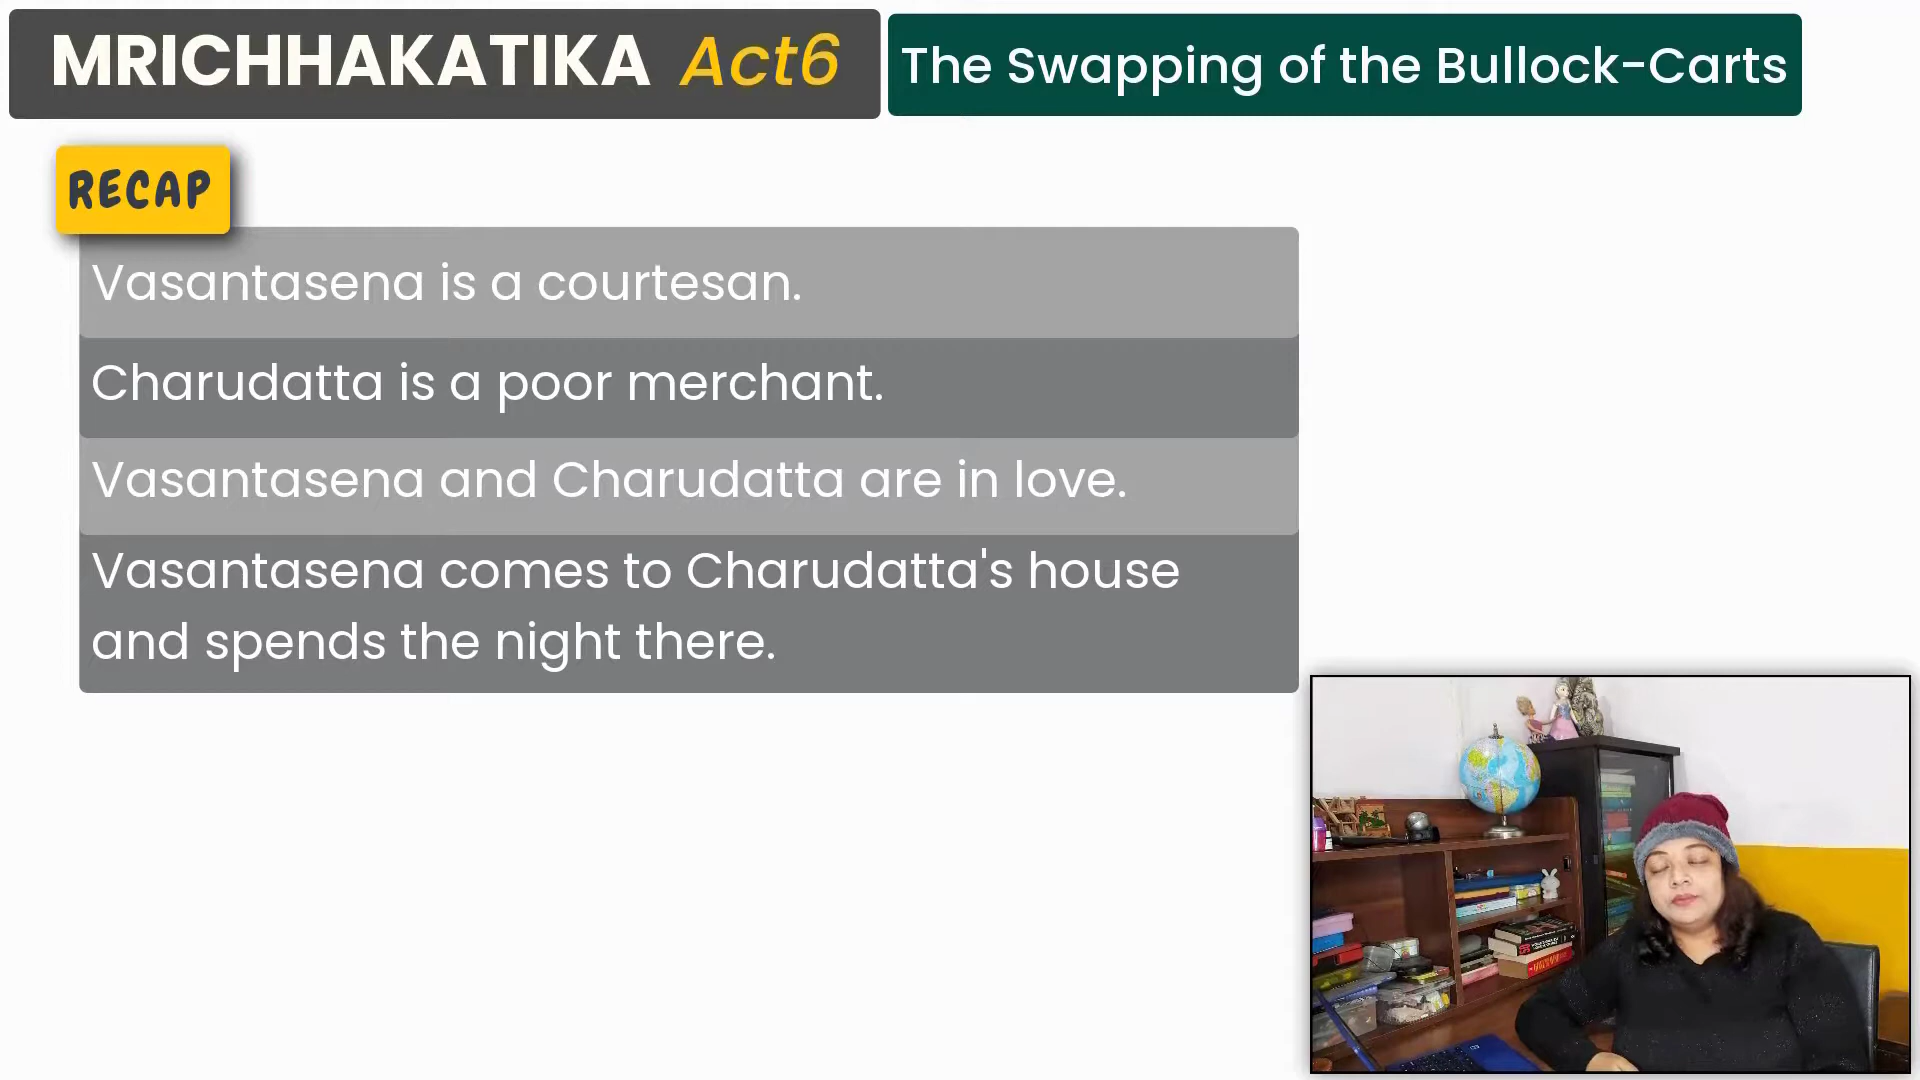 MRICHHAKATIKA Act6
The Swapping of the Bullock-Carts
RECAP
Vasantasena is a courtesan.
Charudatta is a poor merchant.
Vasantasena and Charudatta are in love.
Vasantasena comes to Charudatta's house
and spends the night there.